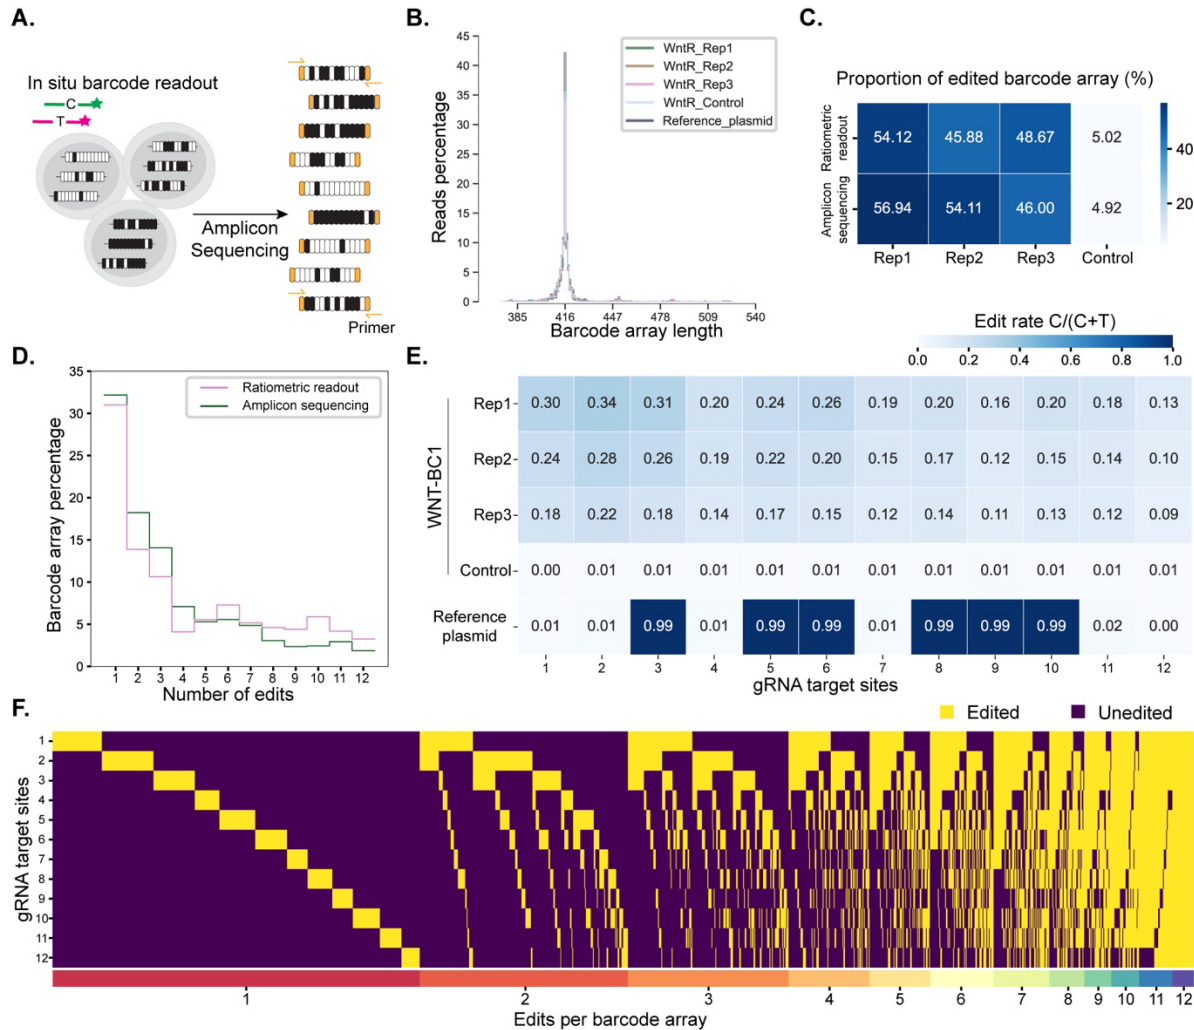 A.
In situ barcode readout
C
T
Amplicon
Sequencing
Primer
B.
Reads percentage
45
40
35
30
25
20
15
10
5
0
385 416 447 478 509 540
Barcode array length
WntR_Rep1
WntR_Rep2
WntR_Rep3
WntR_Control
Reference_plasmid
C.
Proportion of edited barcode array (%)
Ratiometric
readout
54.12 45.88 48.67 5.02
Amplicon
sequencing
56.94 54.11 46.00 4.92
Rep1 Rep2 Rep3 Control
40
20
D.
Barcode array percentage
35
30
25
20
15
10
5
0
1 2 3 4 5 6 7 8 9 10 11 12
Number of edits
Ratiometric readout
Amplicon sequencing
E.
Edit rate C/(C+T)
0.0 0.2 0.4 0.6 0.8 1.0
WNT-BC1
Rep1 0.30 0.34 0.31 0.20 0.24 0.26 0.19 0.20 0.16 0.20 0.18 0.13
Rep2 0.24 0.28 0.26 0.19 0.22 0.20 0.15 0.17 0.12 0.15 0.14 0.10
Rep3 0.18 0.22 0.18 0.14 0.17 0.15 0.12 0.14 0.11 0.13 0.12 0.09
Control 0.00 0.01 0.01 0.01 0.01 0.01 0.01 0.01 0.01 0.01 0.01 0.01
Reference
plasmid
0.01 0.01 0.99 0.01 0.99 0.99 0.01 0.99 0.99 0.99 0.02 0.00
1 2 3 4 5 6 7 8 9 10 11 12
gRNA target sites
F.
Edited Unedited
gRNA target sites
1
2
3
4
5
6
7
8
9
10
11
12
1 2 3 4 5 6 7 8 9 10 11 12
Edits per barcode array